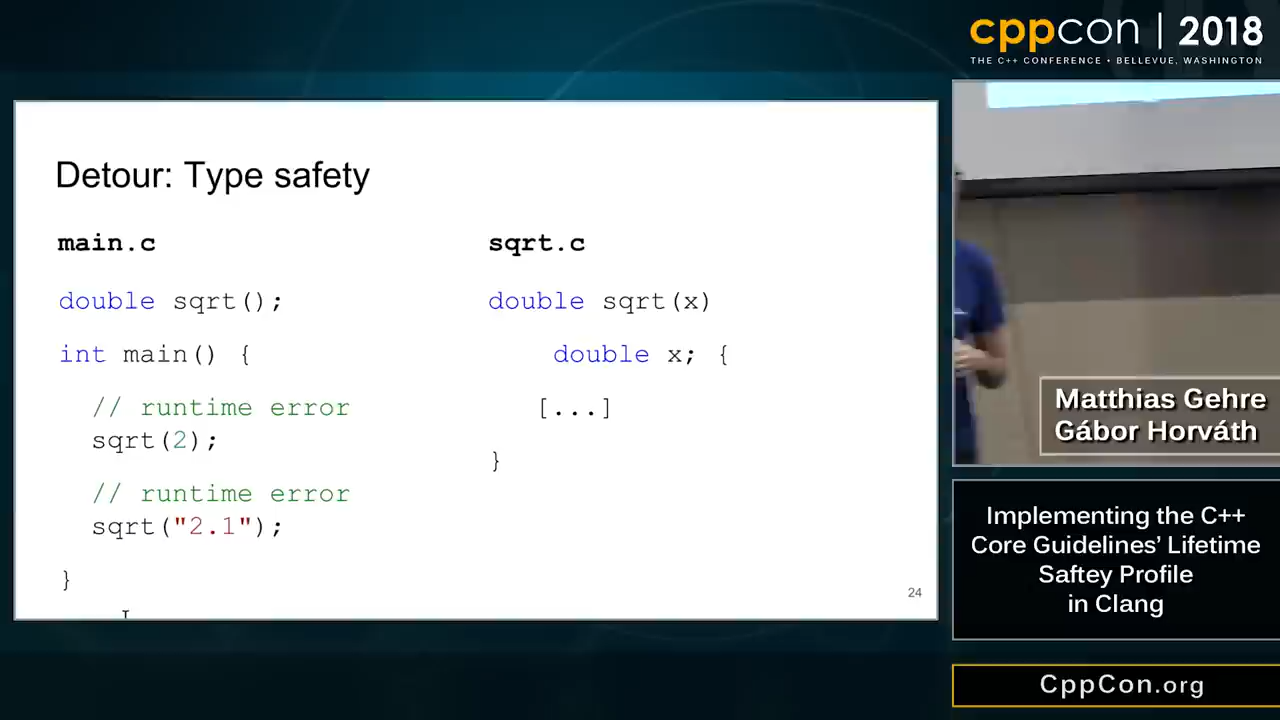 cppcon | 2018
THE C++ CONFERENCE • BELLEVUE, WASHINGTON
Detour: Type safety
main.c
double sqrt();
int main() {
// runtime error
sqrt(2);
// runtime error
sqrt("2.1");
}
24
sqrt.c
double sqrt(x)
double x; {
[...]
}
Matthias Gehre
Gábor Horváth
Implementing the C++
Core Guidelines' Lifetime
Saftey Profile
in Clang
CppCon.org